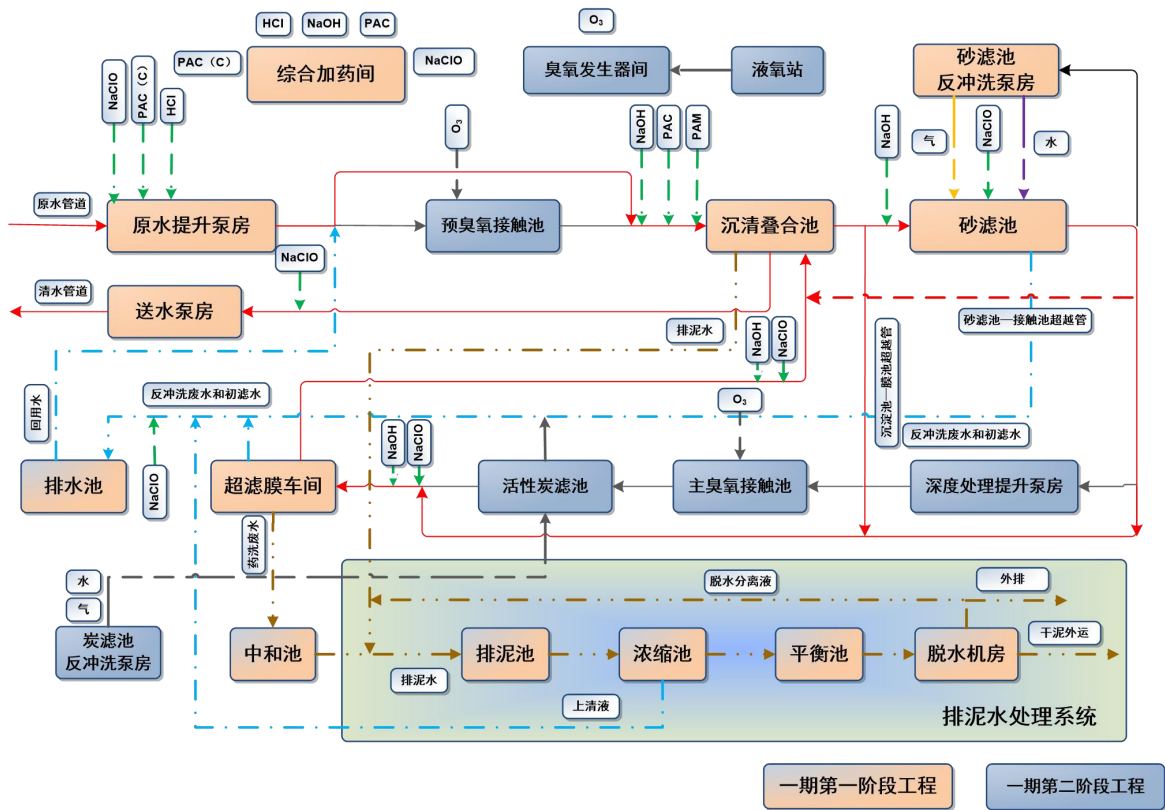 HCl
NaOH
PAC
O₃
PAC（C）
综合加药间
NaClO
臭氧发生器间
液氧站
砂滤池
反冲洗泵房
NaClO
PAC（C）
HCl
O₃
NaOH
PAC
PAM
NaOH
气
NaClO
水
原水管道
原水提升泵房
预臭氧接触池
沉清叠合池
砂滤池
NaClO
清水管道
送水泵房
排泥水
NaOH
NaClO
砂滤池—接触池超越管
沉淀池—膜池超越管
回用水
反冲洗废水和初滤水
O₃
反冲洗废水和初滤水
排水池
NaClO
超滤膜车间
NaOH
NaClO
活性炭滤池
主臭氧接触池
深度处理提升泵房
药洗废水
水
气
炭滤池
反冲洗泵房
脱水分离液
外排
中和池
排泥水
排泥池
浓缩池
平衡池
脱水机房
干泥外运
上清液
排泥水处理系统
一期第一阶段工程
一期第二阶段工程